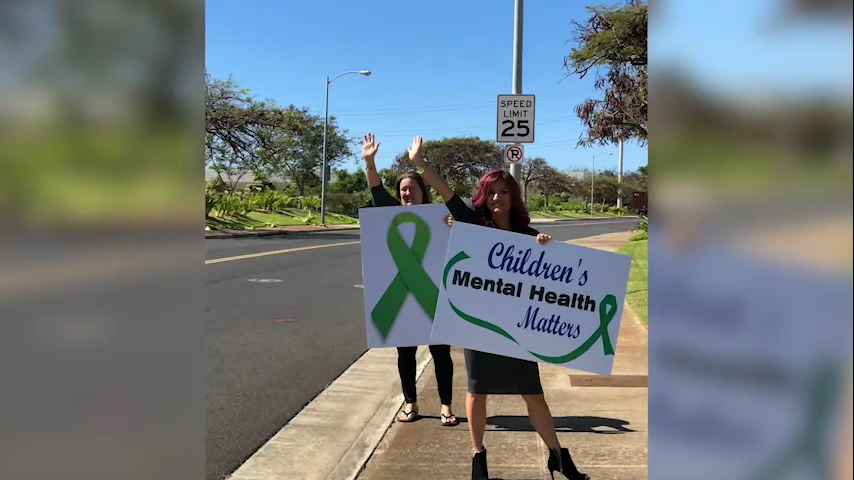 SPEED
LIMIT
25
P
Children's
Mental Health
Matters